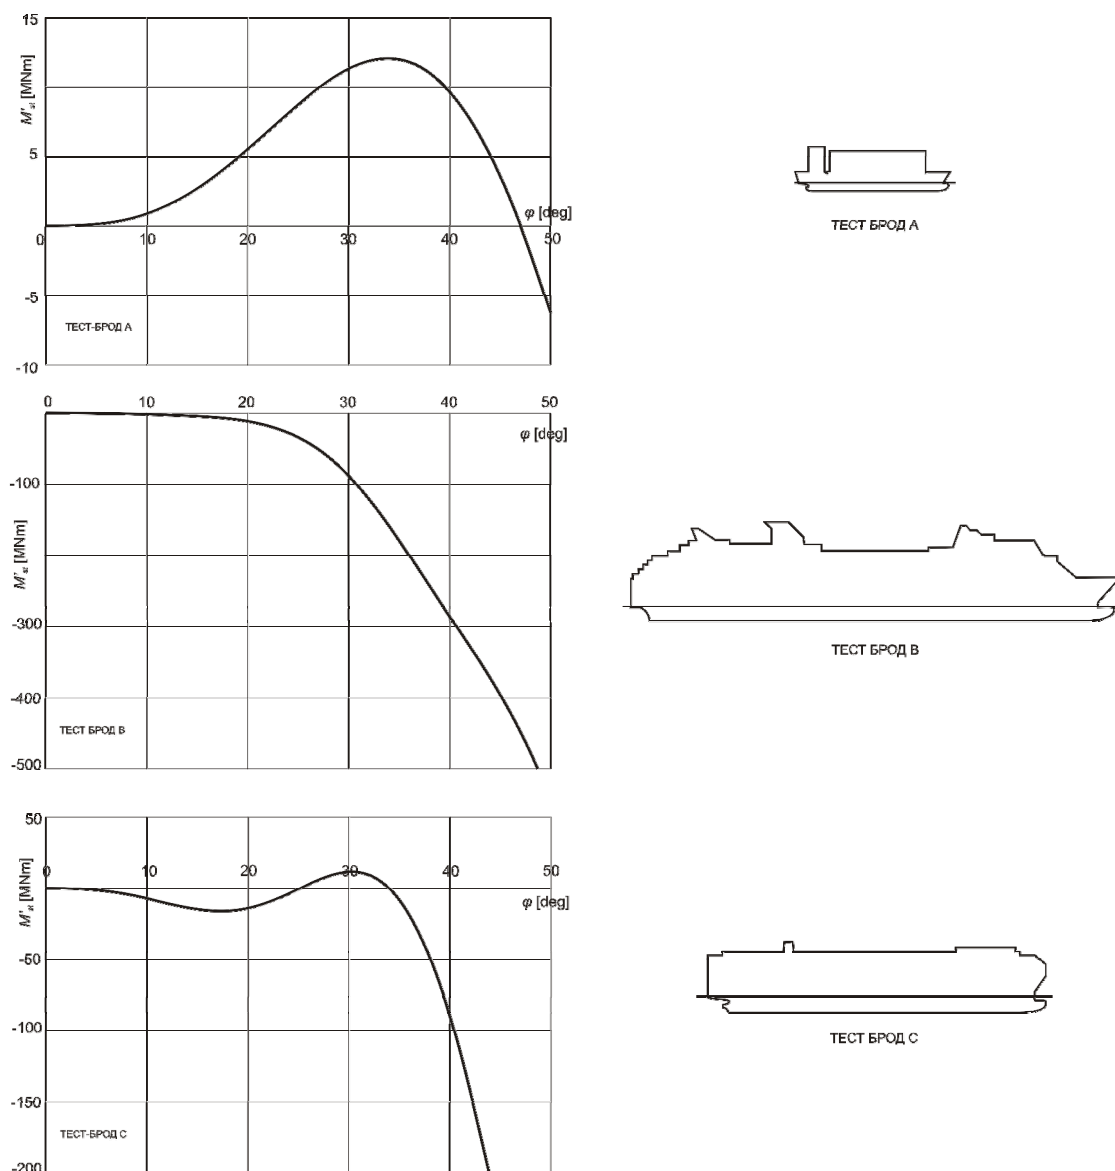 15
M'st [MNm]
5
φ [deg]
0
10
20
30
40
50
-5
ТЕСТ-БРОД А
-10
ТЕСТ БРОД А
0
10
20
30
40
50
φ [deg]
-100
M'st [MNm]
-300
-400
ТЕСТ БРОД В
-500
ТЕСТ БРОД В
50
M'st [MNm]
0
10
20
30
40
50
φ [deg]
-50
-100
-150
ТЕСТ-БРОД С
-200
ТЕСТ БРОД С